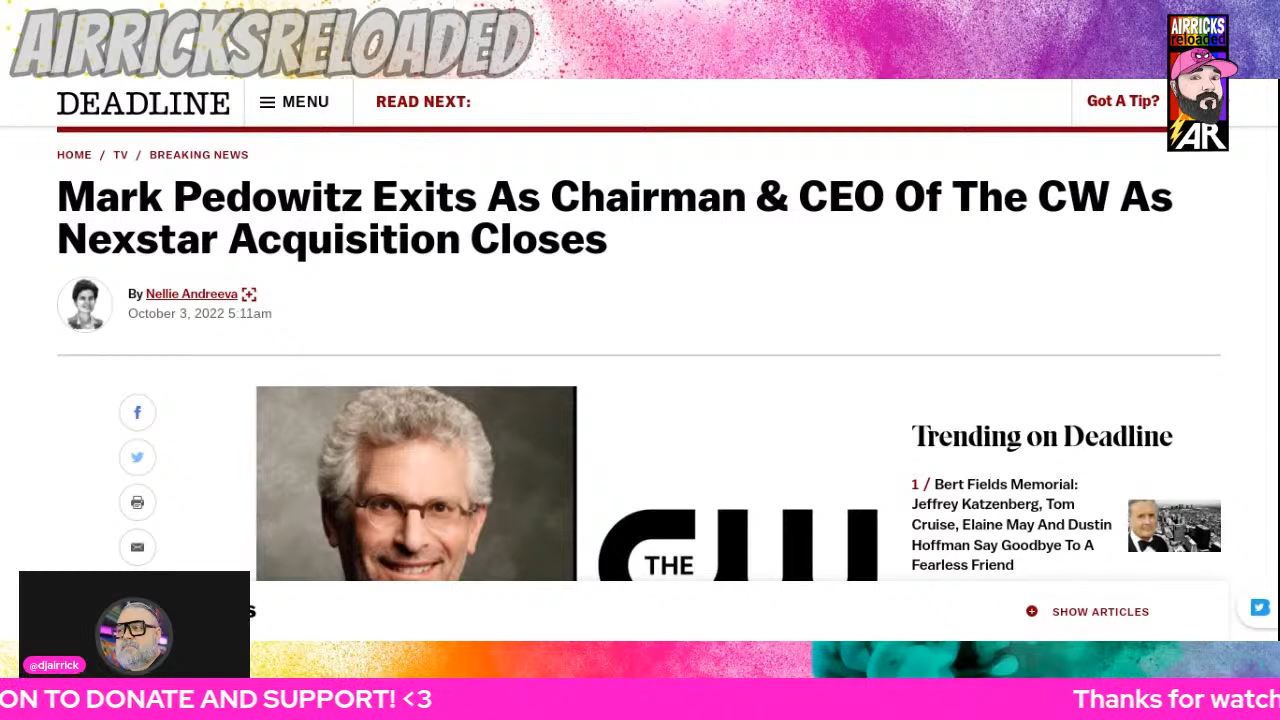 AIRRICKSRELOADED
AIRRICKS
reloaded
AR
DEADLINE
MENU
READ NEXT:
Got A Tip?
HOME / TV / BREAKING NEWS
Mark Pedowitz Exits As Chairman & CEO Of The CW As
Nexstar Acquisition Closes
By Nellie Andreeva
October 3, 2022 5:11am
THE
CW
Trending on Deadline
1 / Bert Fields Memorial:
Jeffrey Katzenberg, Tom
Cruise, Elaine May And Dustin
Hoffman Say Goodbye To A
Fearless Friend
s
SHOW ARTICLES
@djairrick
ON TO DONATE AND SUPPORT! <3
Thanks for watch